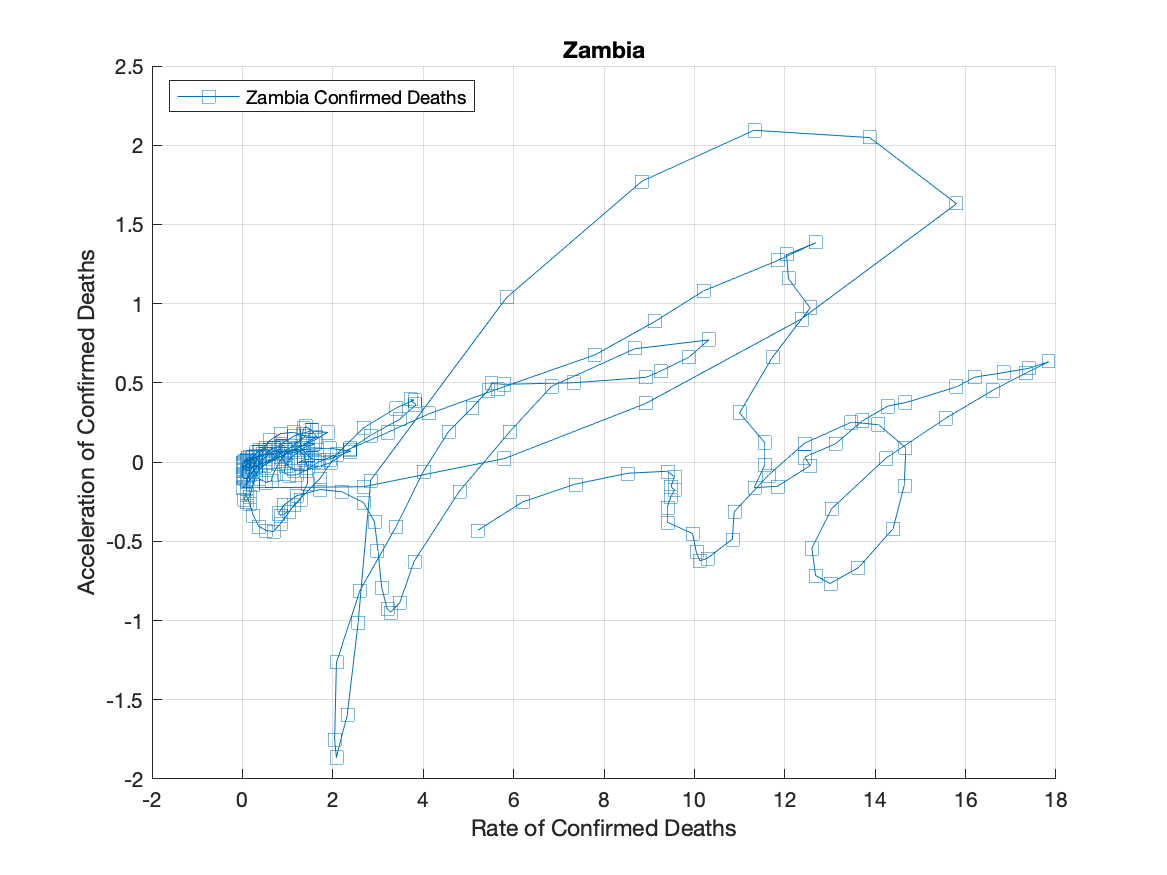 Zambia
2.5
Zambia Confirmed Deaths
2
1.5
1
0.5
0
-0.5
-1
-1.5
-2
Acceleration of Confirmed Deaths
-2 0 2 4 6 8 10 12 14 16 18
Rate of Confirmed Deaths